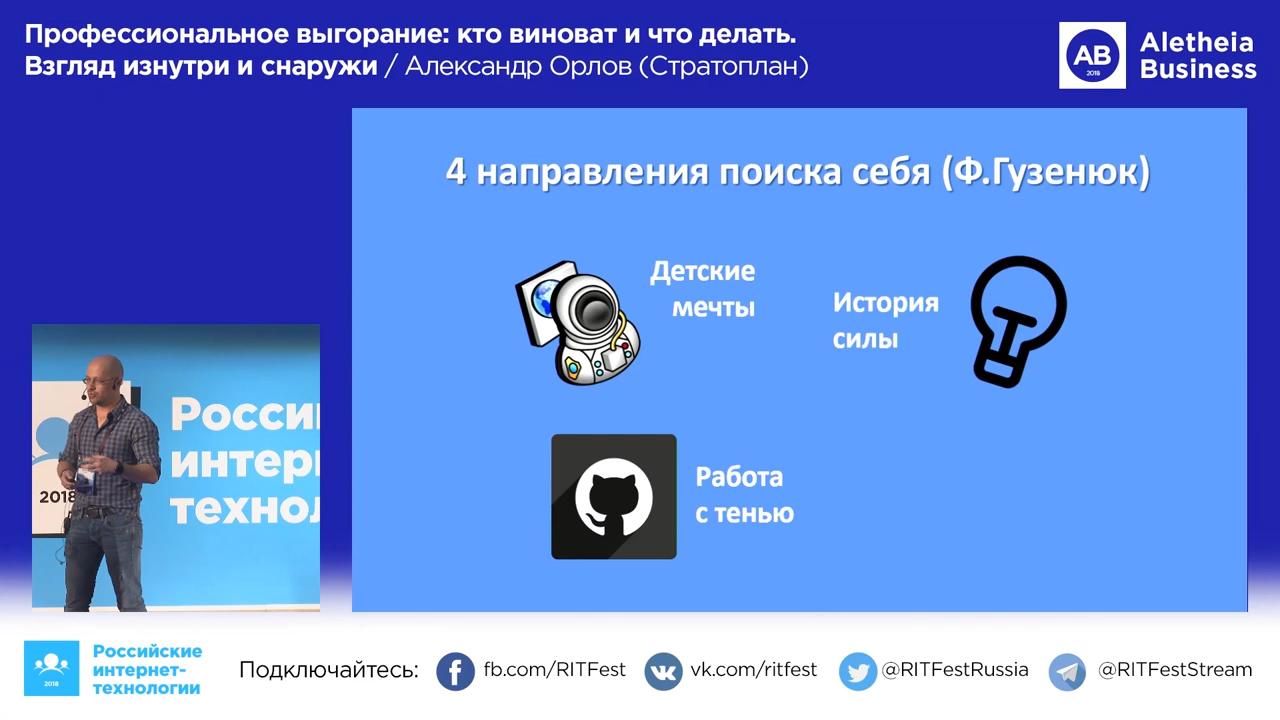 Профессиональное выгорание: кто виноват и что делать.
Взгляд изнутри и снаружи / Александр Орлов (Стратоплан)
AB
2018
Aletheia
Business
4 направления поиска себя (Ф.Гузенюк)
Детские
мечты
История
силы
Работа
с тенью
Росси
интер
техно
2018
2018
Российские
интернет-
технологии
Подключайтесь:
fb.com/RITFest
vk.com/ritfest
@RITFestRussia
@RITFestStream